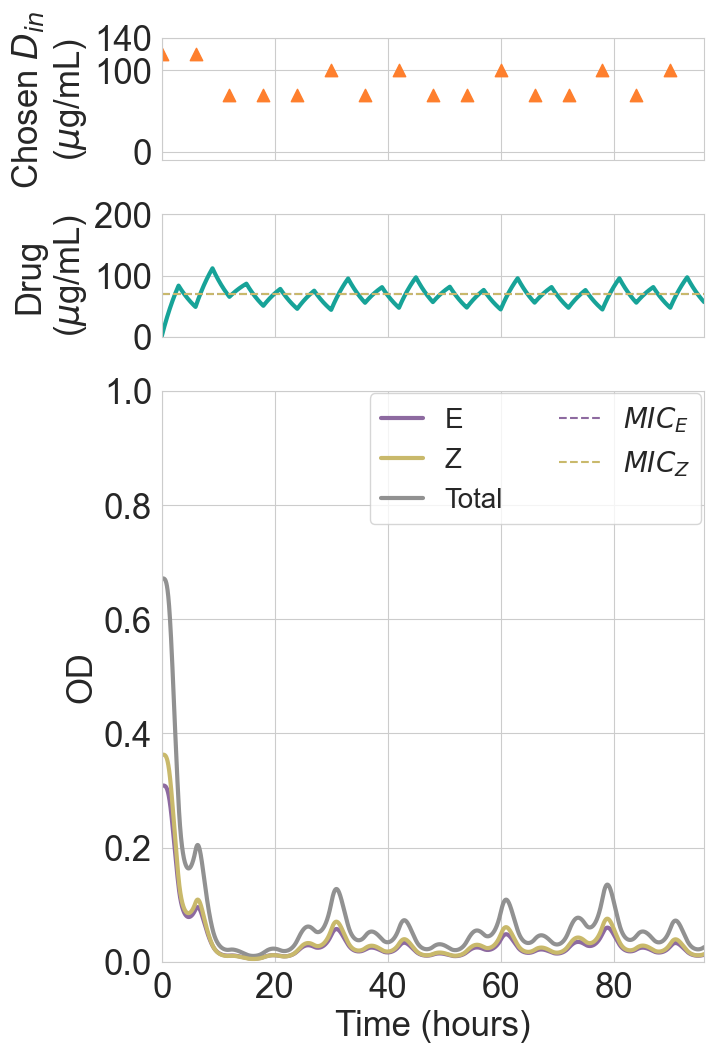 Chosen D_in
(μg/mL)
140
100
0
Drug
(μg/mL)
200
100
0
OD
1.0
0.8
0.6
0.4
0.2
0.0
E
Z
Total
MIC_E
MIC_Z
0 20 40 60 80
Time (hours)